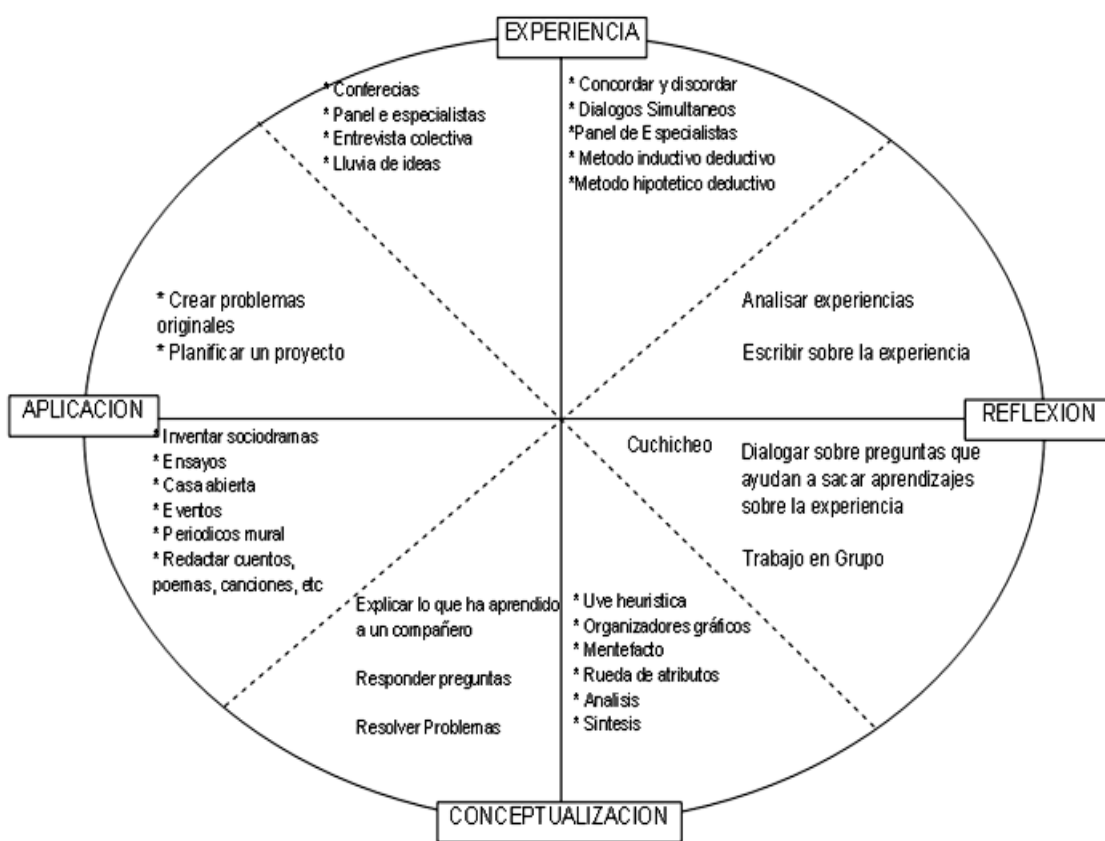 EXPERIENCIA
* Conferecias
* Panel e especialistas
* Entrevista colectiva
* Lluvia de ideas
* Concordar y discordar
* Dialogos Simultaneos
*Panel de Especialistas
* Metodo inductivo deductivo
*Metodo hipotetico deductivo
* Crear problemas
originales
* Planificar un proyecto
Analisar experiencias
Escribir sobre la experiencia
APLICACION
REFLEXION
* Inventar sociodramas
* Ensayos
* Casa abierta
* Eventos
* Periodicos mural
* Redactar cuentos,
poemas, canciones, etc
Cuchicheo
Dialogar sobre preguntas que
ayudan a sacar aprendizajes
sobre la experiencia
Trabajo en Grupo
Explicar lo que ha aprendido
a un compañero
Responder preguntas
Resolver Problemas
* Uve heuristica
* Organizadores gráficos
* Mentefacto
* Rueda de atributos
* Analisis
* Sintesis
CONCEPTUALIZACION